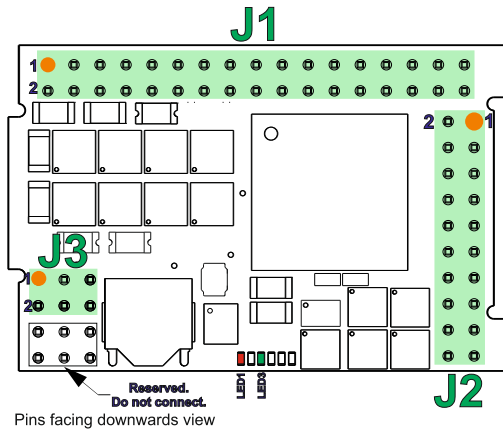 J1
1
2
2 1
J3
1
2
LED1 LED3
Reserved.
Do not connect.
J2
Pins facing downwards view